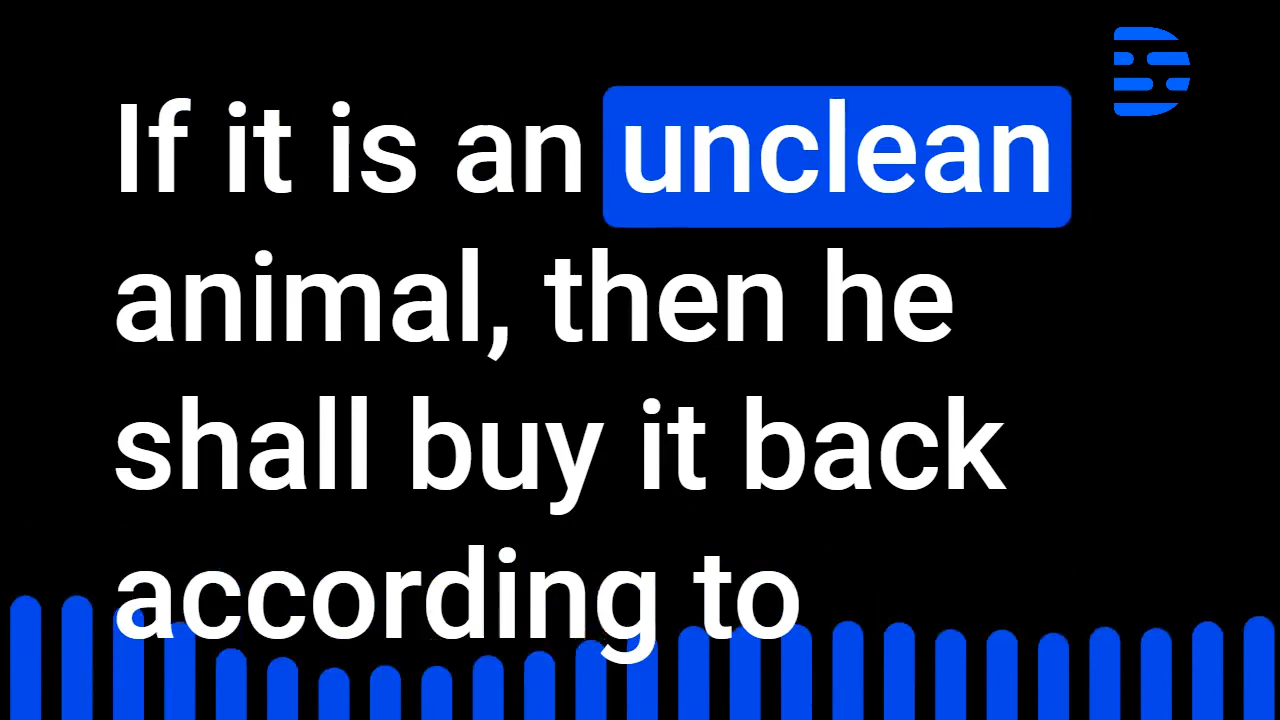 If it is an unclean
animal, then he
shall buy it back
according to